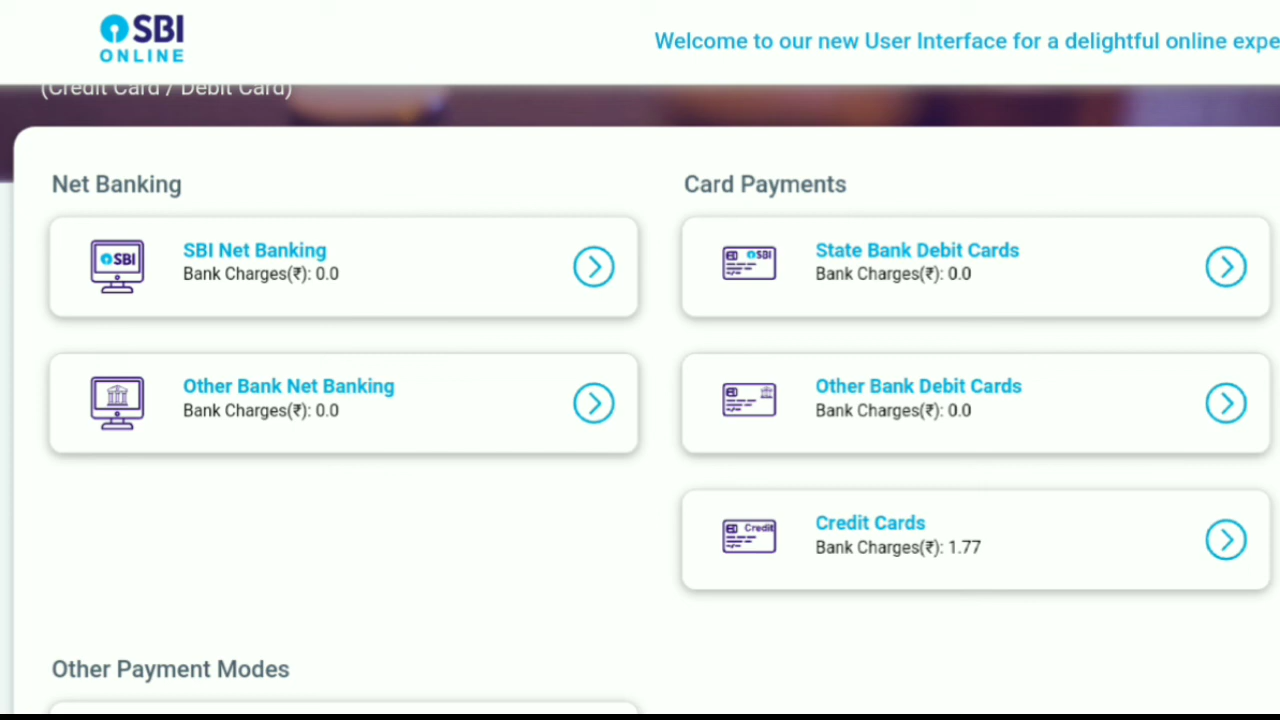 SBI
ONLINE
Welcome to our new User Interface for a delightful online expe
(Credit Card / Debit Card)
Net Banking
SBI
SBI Net Banking
Bank Charges(₹): 0.0
Other Bank Net Banking
Bank Charges(₹): 0.0
Card Payments
SBI
State Bank Debit Cards
Bank Charges(₹): 0.0
Other Bank Debit Cards
Bank Charges(₹): 0.0
Credit
Credit Cards
Bank Charges(₹): 1.77
Other Payment Modes